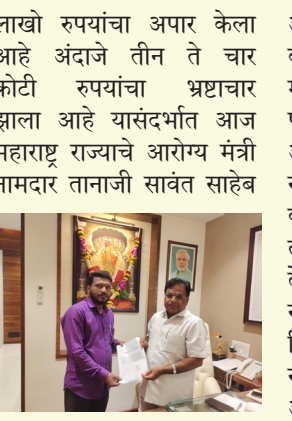 लाखो रुपयांचा अपार केला
आहे अंदाजे तीन ते चार
कोटी रुपयांचा भ्रष्टाचार
झाला आहे यासंदर्भात आज
महाराष्ट्र राज्याचे आरोग्य मंत्री
नामदार तानाजी सावंत साहेब